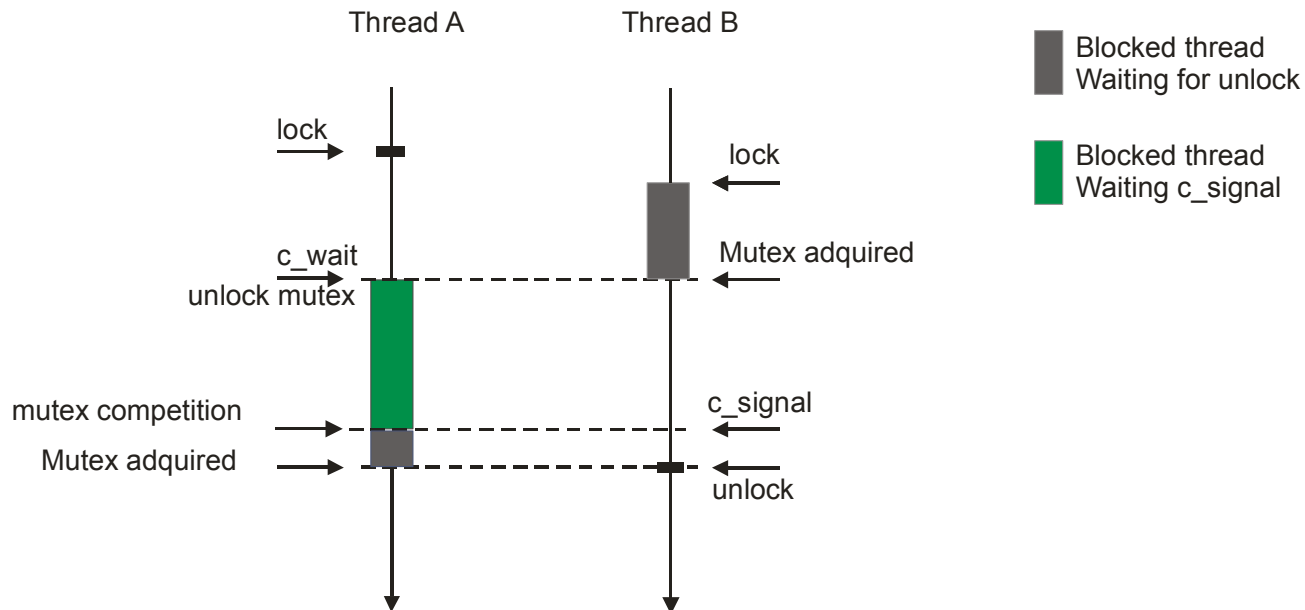 Thread A
Thread B
Blocked thread
Waiting for unlock
lock
lock
Blocked thread
Waiting c_signal
c_wait
Mutex adquired
unlock mutex
mutex competition
c_signal
Mutex adquired
unlock